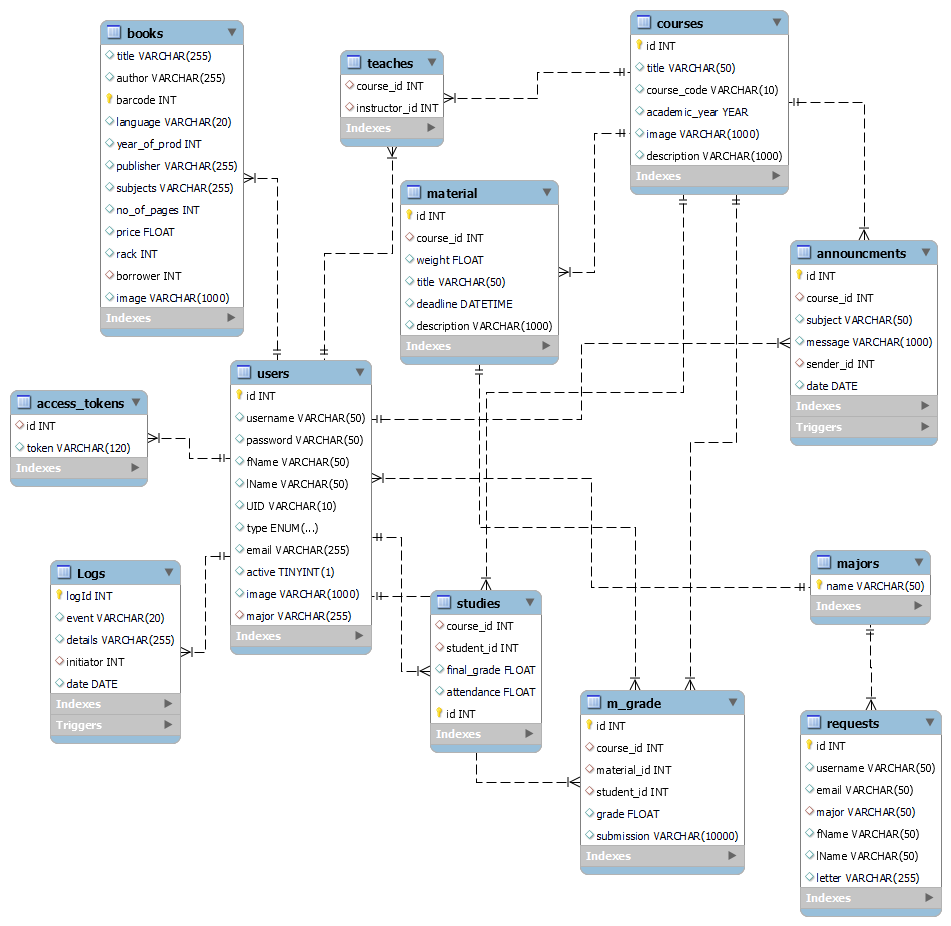 books
title VARCHAR(255)
author VARCHAR(255)
barcode INT
language VARCHAR(20)
year_of_prod INT
publisher VARCHAR(255)
subjects VARCHAR(255)
no_of_pages INT
price FLOAT
rack INT
borrower INT
image VARCHAR(1000)
Indexes
teaches
course_id INT
instructor_id INT
Indexes
courses
id INT
title VARCHAR(50)
course_code VARCHAR(10)
academic_year YEAR
image VARCHAR(1000)
description VARCHAR(1000)
Indexes
material
id INT
course_id INT
weight FLOAT
title VARCHAR(50)
deadline DATETIME
description VARCHAR(1000)
Indexes
announcments
id INT
course_id INT
subject VARCHAR(50)
message VARCHAR(1000)
sender_id INT
date DATE
Indexes
Triggers
access_tokens
id INT
token VARCHAR(120)
Indexes
users
id INT
username VARCHAR(50)
password VARCHAR(50)
fName VARCHAR(50)
lName VARCHAR(50)
UID VARCHAR(10)
type ENUM(...)
email VARCHAR(255)
active TINYINT(1)
image VARCHAR(1000)
major VARCHAR(255)
Indexes
Logs
logId INT
event VARCHAR(20)
details VARCHAR(255)
initiator INT
date DATE
Indexes
Triggers
studies
course_id INT
student_id INT
final_grade FLOAT
attendance FLOAT
id INT
Indexes
majors
name VARCHAR(50)
Indexes
m_grade
id INT
course_id INT
material_id INT
student_id INT
grade FLOAT
submission VARCHAR(10000)
Indexes
requests
id INT
username VARCHAR(50)
email VARCHAR(50)
major VARCHAR(50)
fName VARCHAR(50)
lName VARCHAR(50)
letter VARCHAR(255)
Indexes